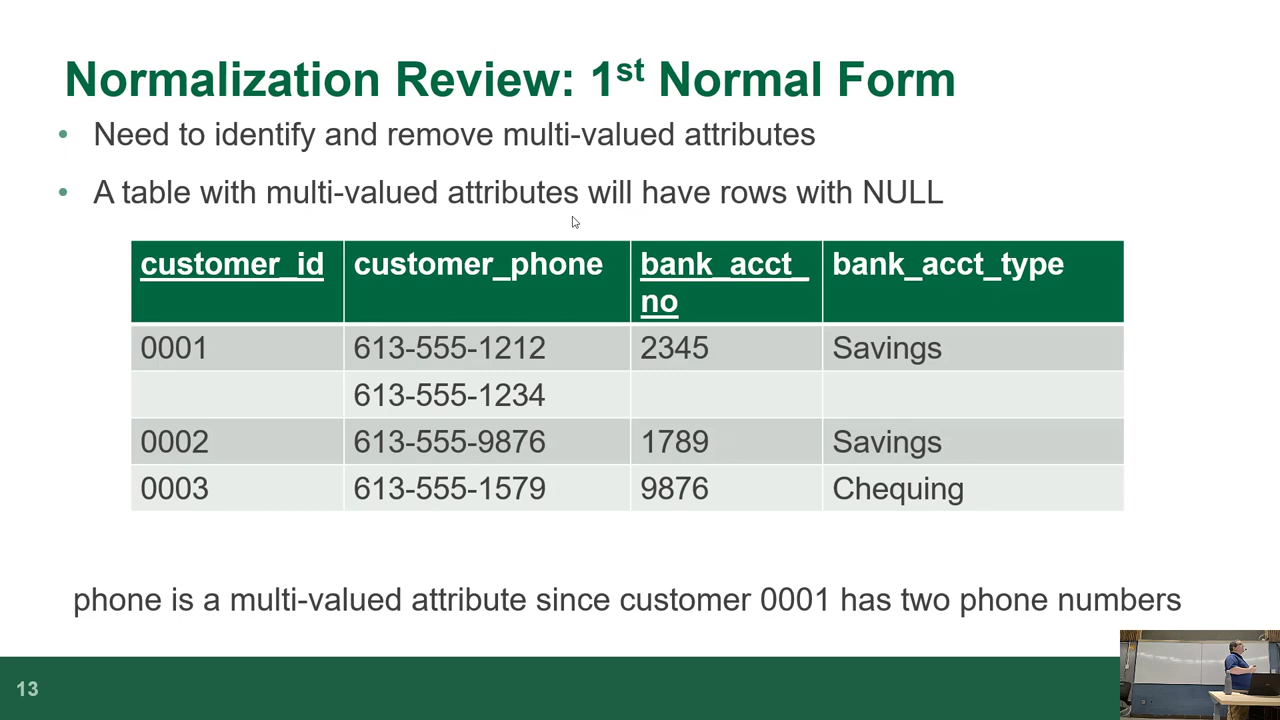 Normalization Review: 1st Normal Form
• Need to identify and remove multi-valued attributes
• A table with multi-valued attributes will have rows with NULL
customer_id customer_phone bank_acct_no bank_acct_type
0001 613-555-1212 2345 Savings
613-555-1234
0002 613-555-9876 1789 Savings
0003 613-555-1579 9876 Chequing
phone is a multi-valued attribute since customer 0001 has two phone numbers
13